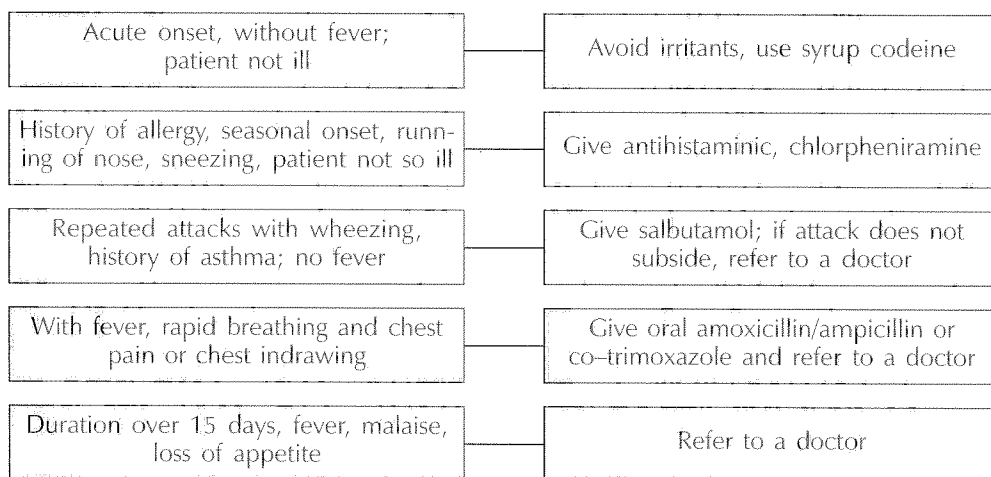 Acute onset, without fever;
patient not ill
Avoid irritants, use syrup codeine
History of allergy, seasonal onset, runn-
ing of nose, sneezing, patient not so ill
Give antihistaminic, chlorpheniramine
Repeated attacks with wheezing,
history of asthma; no fever
Give salbutamol; if attack does not
subside, refer to a doctor
With fever, rapid breathing and chest
pain or chest indrawing
Give oral amoxicillin/ampicillin or
co–trimoxazole and refer to a doctor
Duration over 15 days, fever, malaise,
loss of appetite
Refer to a doctor